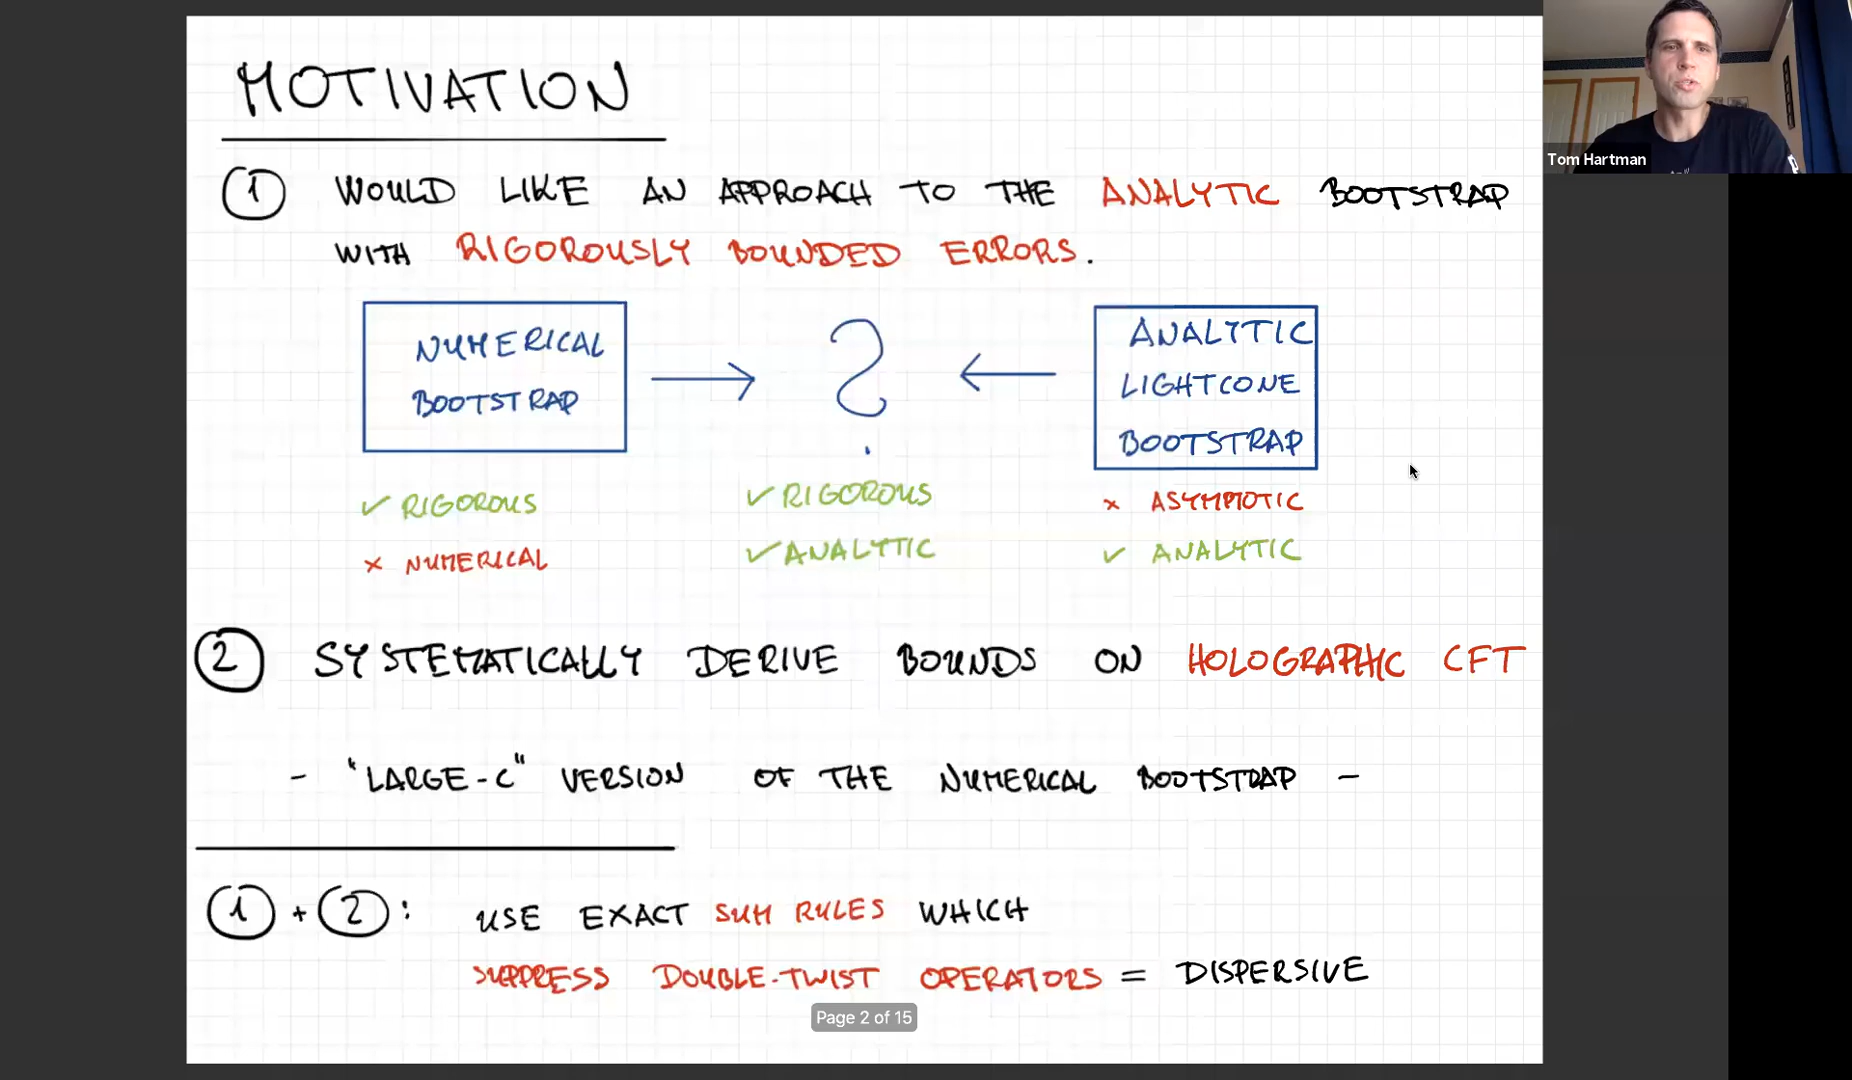 MOTIVATION
① WOULD LIKE AN APPROACH TO THE ANALYTIC BOOTSTRAP
WITH RIGOROUSLY BOUNDED ERRORS.
NUMERICAL
BOOTSTRAP
?
ANALYTIC
LIGHTCONE
BOOTSTRAP
✓ RIGOROUS
× NUMERICAL
✓ RIGOROUS
✓ ANALYTIC
× ASYMPTOTIC
✓ ANALYTIC
② SYSTEMATICALLY DERIVE BOUNDS ON HOLOGRAPHIC CFT
- "LARGE-C" VERSION OF THE NUMERICAL BOOTSTRAP -
① + ②: USE EXACT SUM RULES WHICH
SUPPRESS DOUBLE-TWIST OPERATORS = DISPERSIVE
Page 2 of 15
Tom Hartman